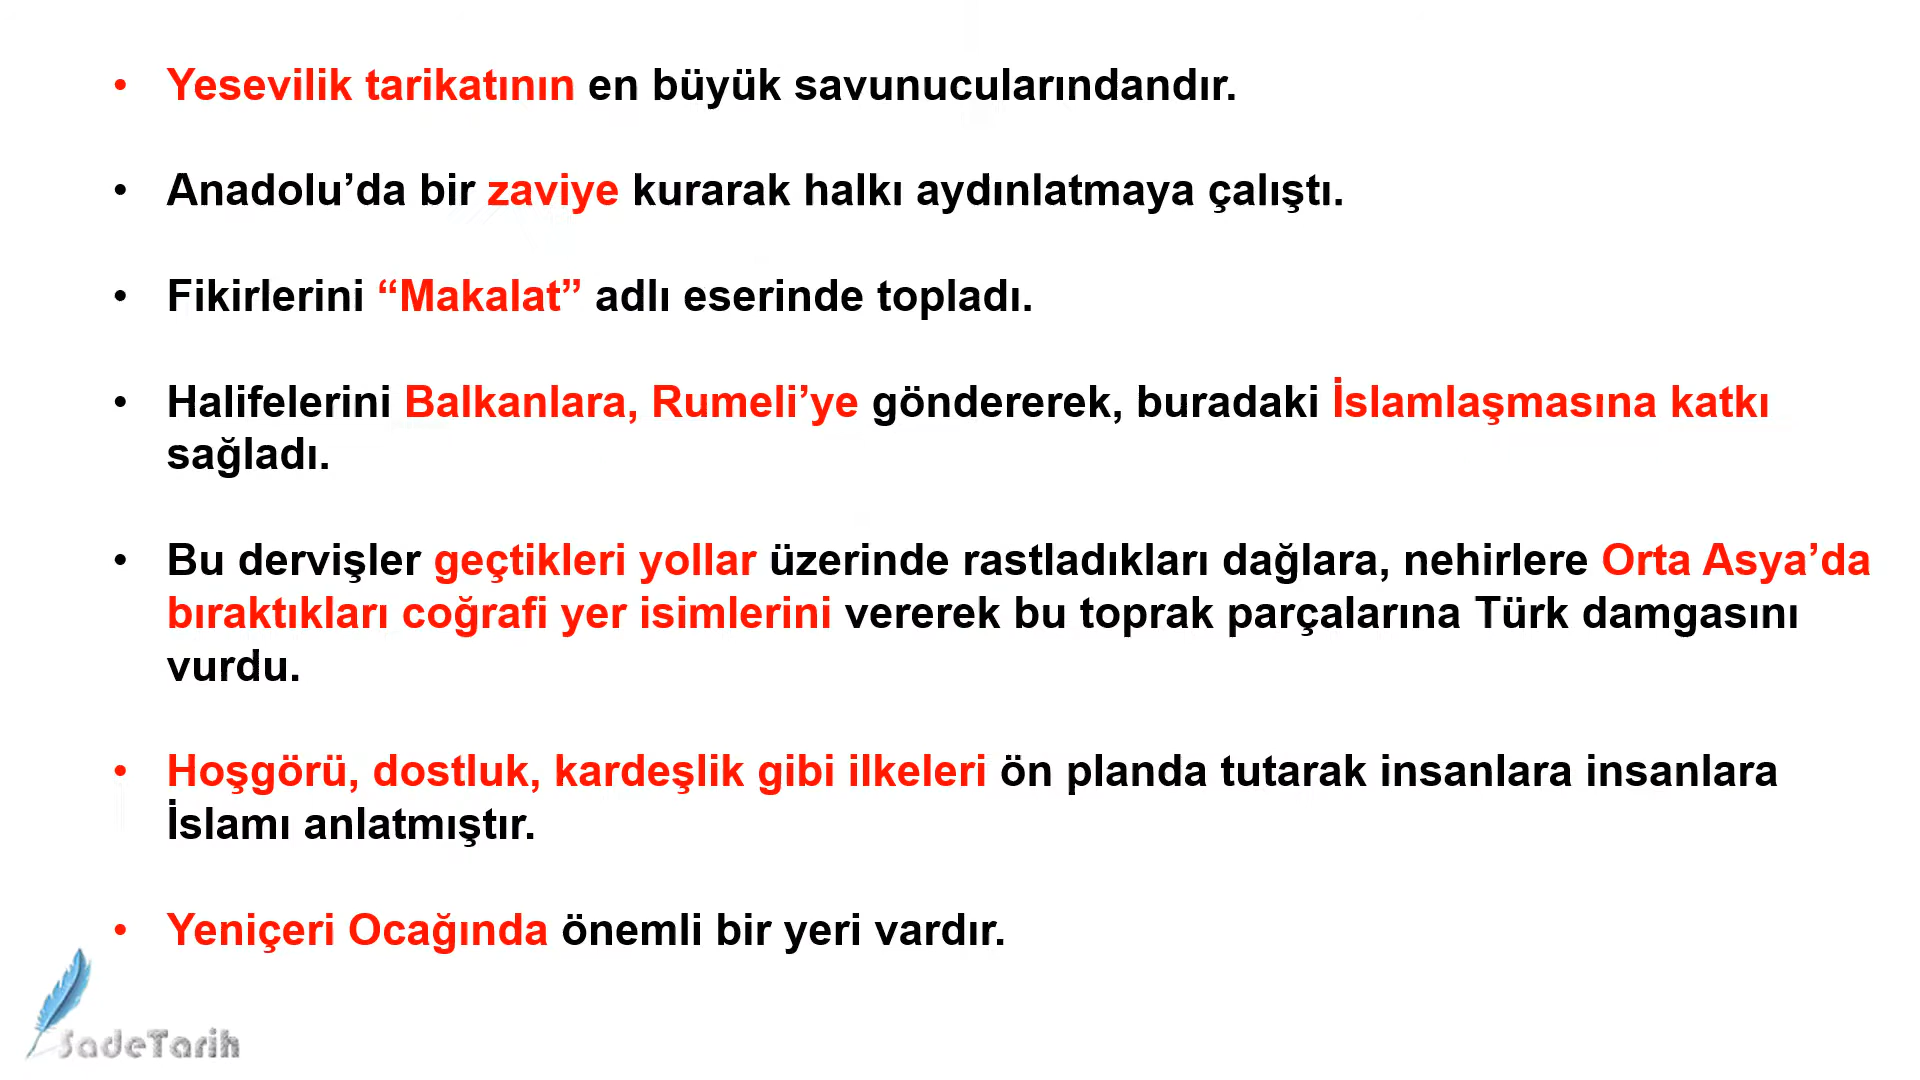 • Yesevilik tarikatının en büyük savunucularındandır.
• Anadolu’da bir zaviye kurarak halkı aydınlatmaya çalıştı.
• Fikirlerini “Makalat” adlı eserinde topladı.
• Halifelerini Balkanlara, Rumeli’ye göndererek, buradaki İslamlaşmasına katkı
sağladı.
• Bu dervişler geçtikleri yollar üzerinde rastladıkları dağlara, nehirlere Orta Asya’da
bıraktıkları coğrafi yer isimlerini vererek bu toprak parçalarına Türk damgasını
vurdu.
• Hoşgörü, dostluk, kardeşlik gibi ilkeleri ön planda tutarak insanlara insanlara
İslamı anlatmıştır.
• Yeniçeri Ocağında önemli bir yeri vardır.
SadeTarih